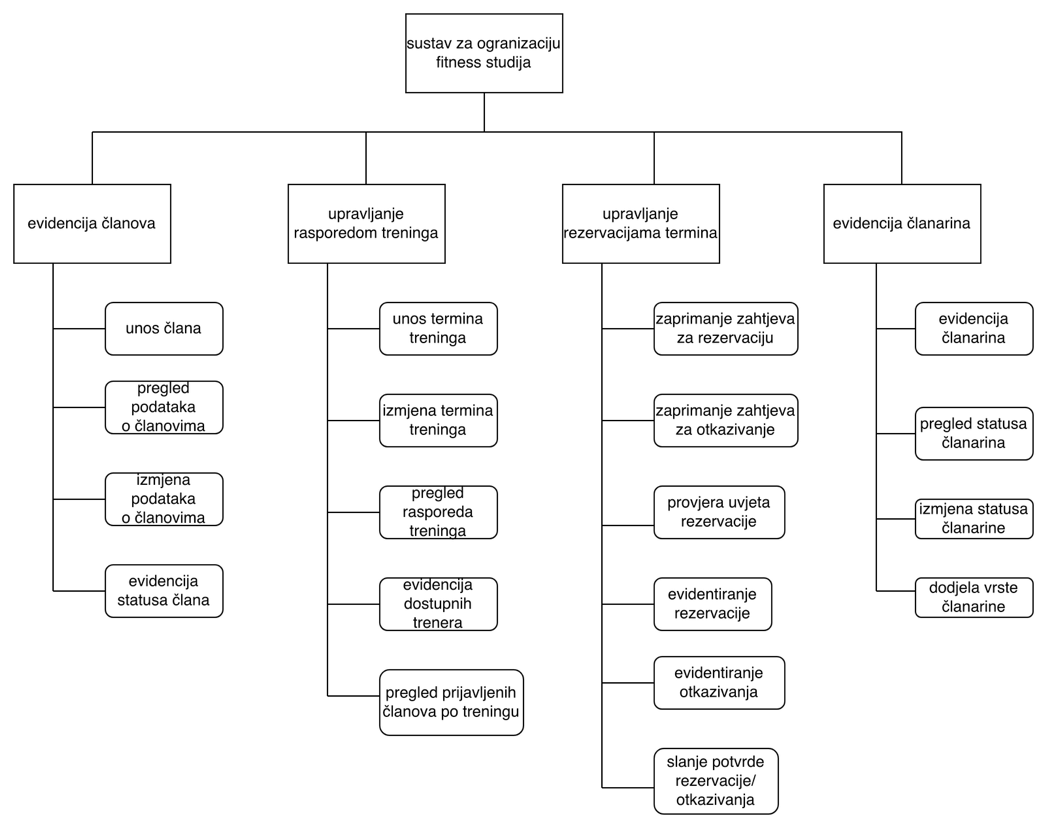 sustav za ogranizaciju
fitness studija
evidencija članova
upravljanje
rasporedom treninga
upravljanje
rezervacijama termina
evidencija članarina
unos člana
pregled
podataka
o članovima
izmjena
podataka
o članovima
evidencija
statusa člana
unos termina
treninga
izmjena termina
treninga
pregled
rasporeda
treninga
evidencija
dostupnih
trenera
pregled prijavljenih
članova po treningu
zaprimanje zahtjeva
za rezervaciju
zaprimanje zahtjeva
za otkazivanje
provjera uvjeta
rezervacije
evidentiranje
rezervacije
evidentiranje
otkazivanja
slanje potvrde
rezervacije/
otkazivanja
evidencija
članarina
pregled statusa
članarina
izmjena statusa
članarine
dodjela vrste
članarine